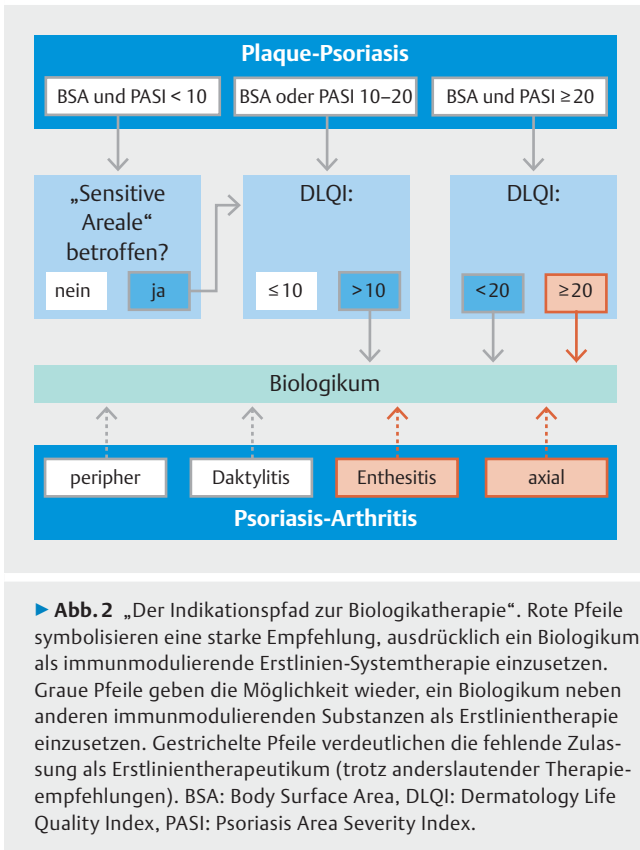 Plaque-Psoriasis
BSA und PASI < 10
BSA oder PASI 10–20
BSA und PASI ≥ 20
„Sensitive
Areale“
betroffen?
nein
ja
DLQI:
≤ 10
> 10
DLQI:
< 20
≥ 20
Biologikum
peripher
Daktylitis
Enthesitis
axial
Psoriasis-Arthritis
► Abb. 2 „Der Indikationspfad zur Biologikatherapie“. Rote Pfeile
symbolisieren eine starke Empfehlung, ausdrücklich ein Biologikum
als immunmodulierende Erstlinien-Systemtherapie einzusetzen.
Graue Pfeile geben die Möglichkeit wieder, ein Biologikum neben
anderen immunmodulierenden Substanzen als Erstlinientherapie
einzusetzen. Gestrichelte Pfeile verdeutlichen die fehlende Zulas-
sung als Erstlinientherapeutikum (trotz anderslautender Therapie-
empfehlungen). BSA: Body Surface Area, DLQI: Dermatology Life
Quality Index, PASI: Psoriasis Area Severity Index.